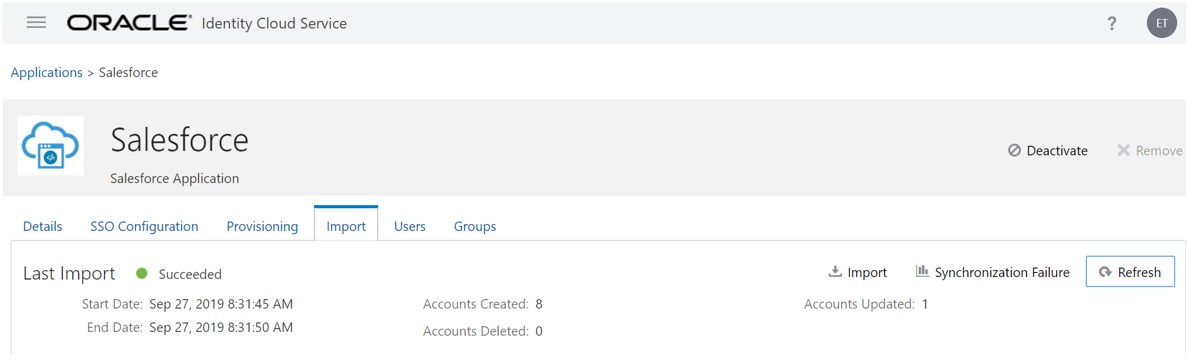 ORACLE® Identity Cloud Service ? ET
Applications > Salesforce
Salesforce
Salesforce Application
Deactivate Remove
Details SSO Configuration Provisioning Import Users Groups
Last Import Succeeded Import Synchronization Failure Refresh
Start Date: Sep 27, 2019 8:31:45 AM Accounts Created: 8 Accounts Updated: 1
End Date: Sep 27, 2019 8:31:50 AM Accounts Deleted: 0